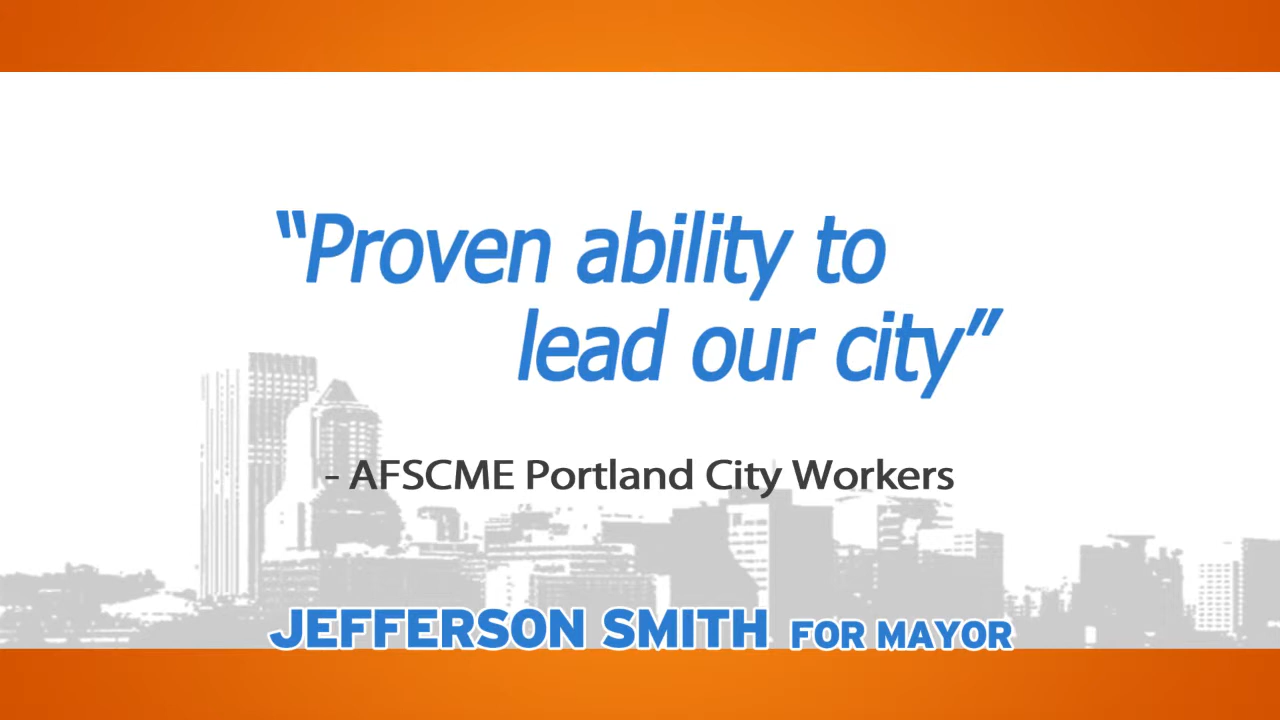 “Proven ability to
lead our city”
- AFSCME Portland City Workers
JEFFERSON SMITH FOR MAYOR